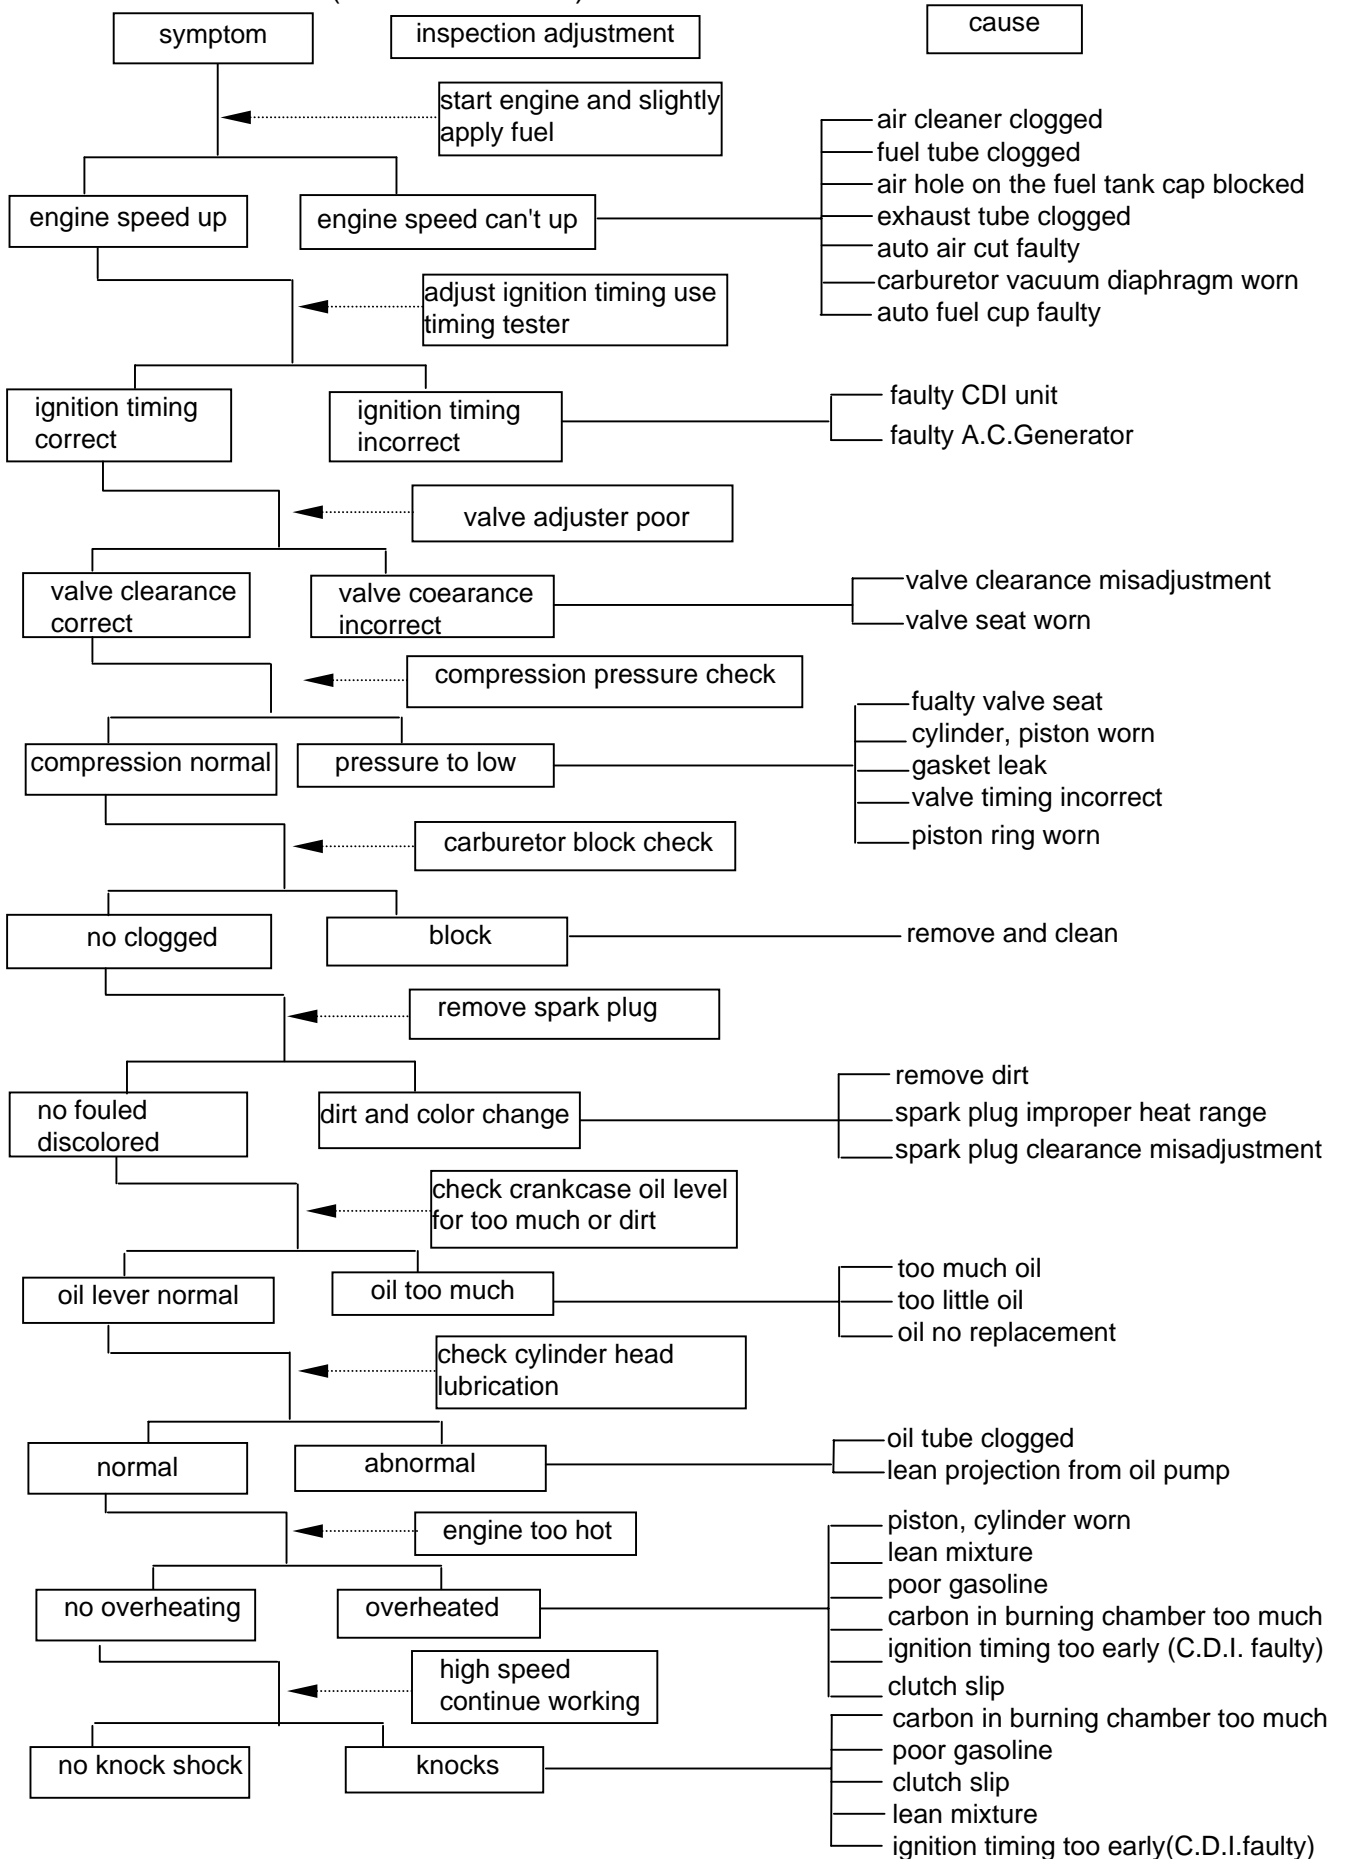 symptom
inspection adjustment
cause
start engine and slightly
apply fuel
air cleaner clogged
fuel tube clogged
air hole on the fuel tank cap blocked
exhaust tube clogged
auto air cut faulty
carburetor vacuum diaphragm worn
auto fuel cup faulty
engine speed up
engine speed can't up
adjust ignition timing use
timing tester
ignition timing
correct
ignition timing
incorrect
faulty CDI unit
faulty A.C.Generator
valve adjuster poor
valve clearance
correct
valve coearance
incorrect
valve clearance misadjustment
valve seat worn
compression pressure check
compression normal
pressure to low
fualty valve seat
cylinder, piston worn
gasket leak
valve timing incorrect
piston ring worn
carburetor block check
no clogged
block
remove and clean
remove spark plug
no fouled
discolored
dirt and color change
remove dirt
spark plug improper heat range
spark plug clearance misadjustment
check crankcase oil level
for too much or dirt
oil lever normal
oil too much
too much oil
too little oil
oil no replacement
check cylinder head
lubrication
normal
abnormal
oil tube clogged
lean projection from oil pump
engine too hot
no overheating
overheated
piston, cylinder worn
lean mixture
poor gasoline
carbon in burning chamber too much
ignition timing too early (C.D.I. faulty)
clutch slip
high speed
continue working
no knock shock
knocks
carbon in burning chamber too much
poor gasoline
clutch slip
lean mixture
ignition timing too early(C.D.I.faulty)